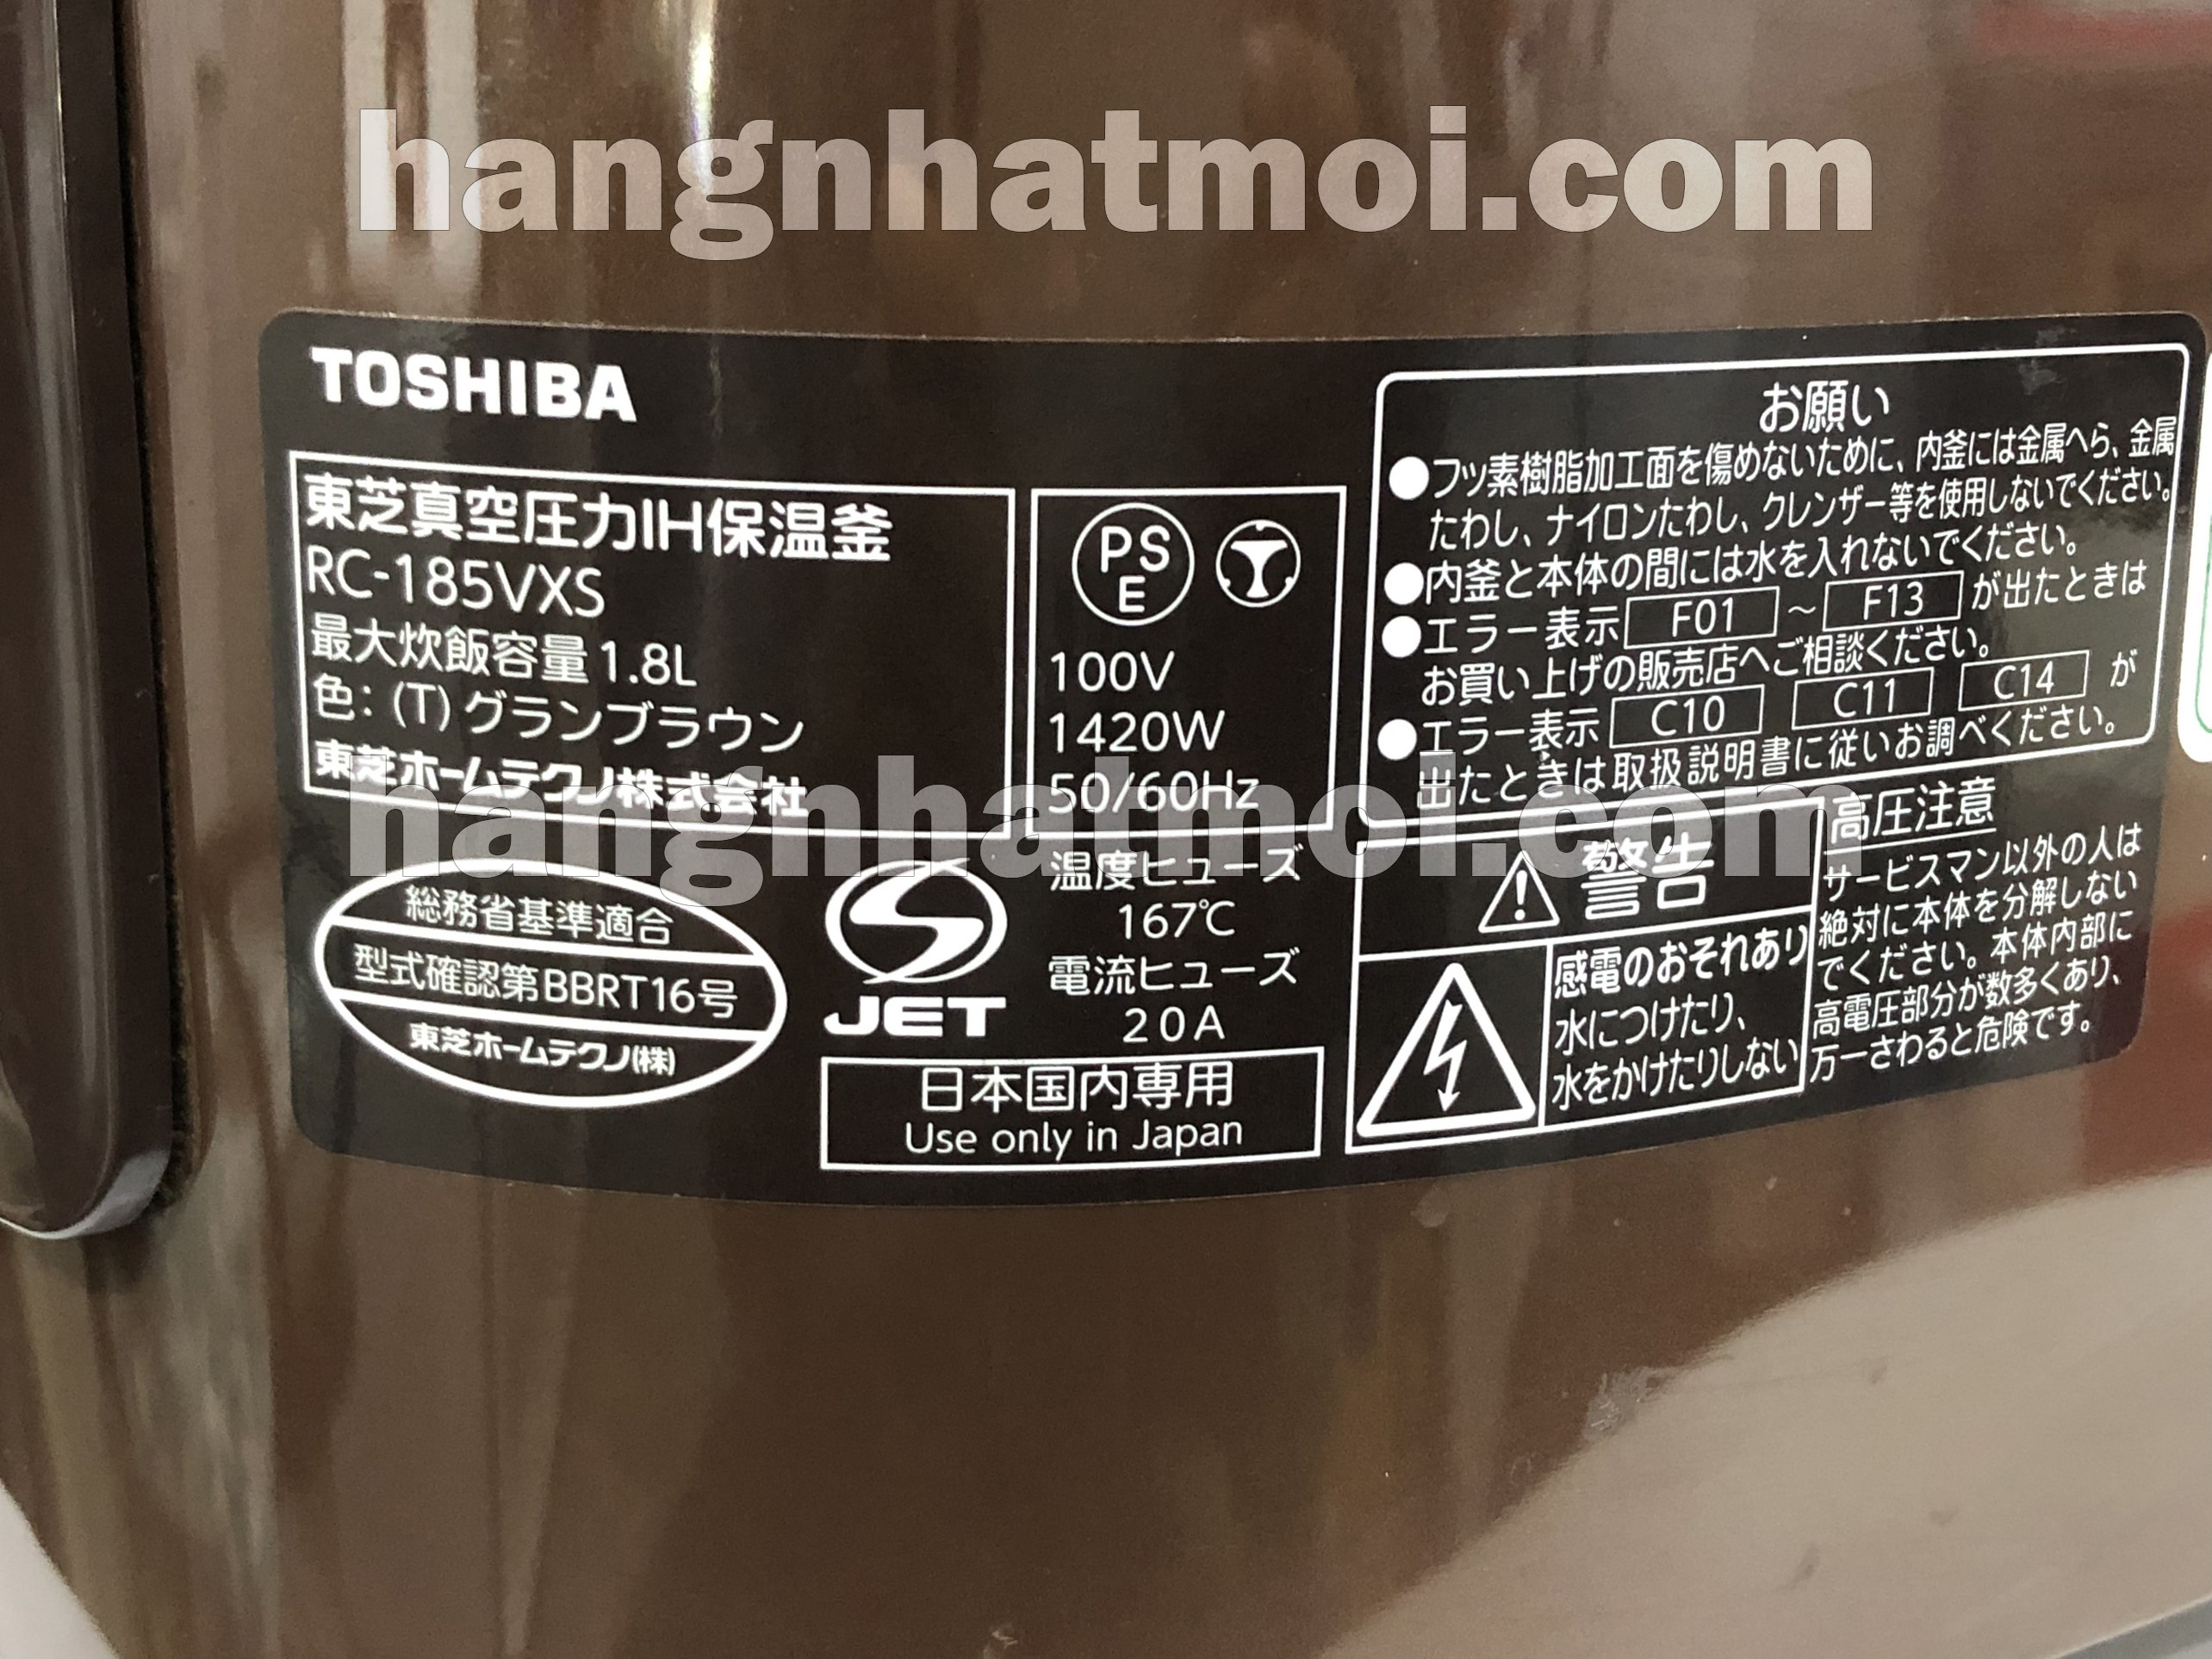 hangnhatmoi.com
TOSHIBA
東芝真空圧力IH保温釜
RC-185VXS
最大炊飯容量1.8L
色：(T)グランブラウン
東芝ホームテクノ株式会社
PS
E
T
100V
1420W
50/60Hz
お願い
●フッ素樹脂加工面を傷めないために、内釜には金属へら、金属
たわし、ナイロンたわし、クレンザー等を使用しないでください。
●内釜と本体の間には水を入れないでください。
●エラー表示 F01 ～ F13 が出たときは
お買い上げの販売店へご相談ください。
●エラー表示 C10 C11 C14 が
出たときは取扱説明書に従いお調べください。
hangnhatmoi.com
総務省基準適合
型式確認第BBRT16号
東芝ホームテクノ(株)
S
JET
温度ヒューズ
167℃
電流ヒューズ
20A
日本国内専用
Use only in Japan
警告
感電のおそれあり
水につけたり、
水をかけたりしない
高圧注意
サービスマン以外の人は
絶対に本体を分解しない
でください。本体内部に
高電圧部分が数多くあり、
万一さわると危険です。